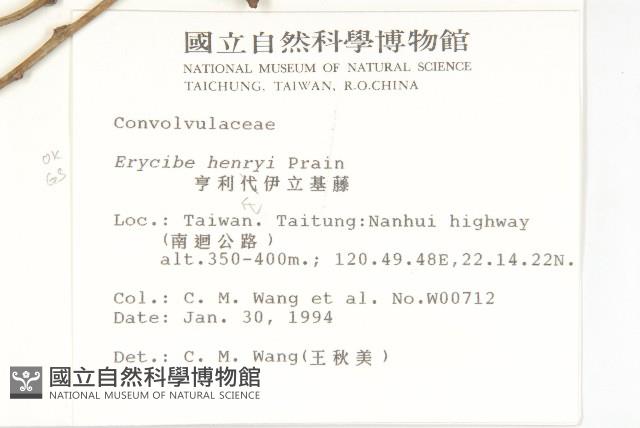 國立自然科學博物館
NATIONAL MUSEUM OF NATURAL SCIENCE
TAICHUNG, TAIWAN, R.O.CHINA
Convolvulaceae
Erycibe henryi Prain
亨利代伊立基藤
氏
OK
Loc.: Taiwan. Taitung:Nanhui highway
(南迴公路)
alt.350-400m.; 120.49.48E,22.14.22N.
Col.: C. M. Wang et al. No.W00712
Date: Jan. 30, 1994
Det.: C. M. Wang(王秋美)
國立自然科學博物館
NATIONAL MUSEUM OF NATURAL SCIENCE